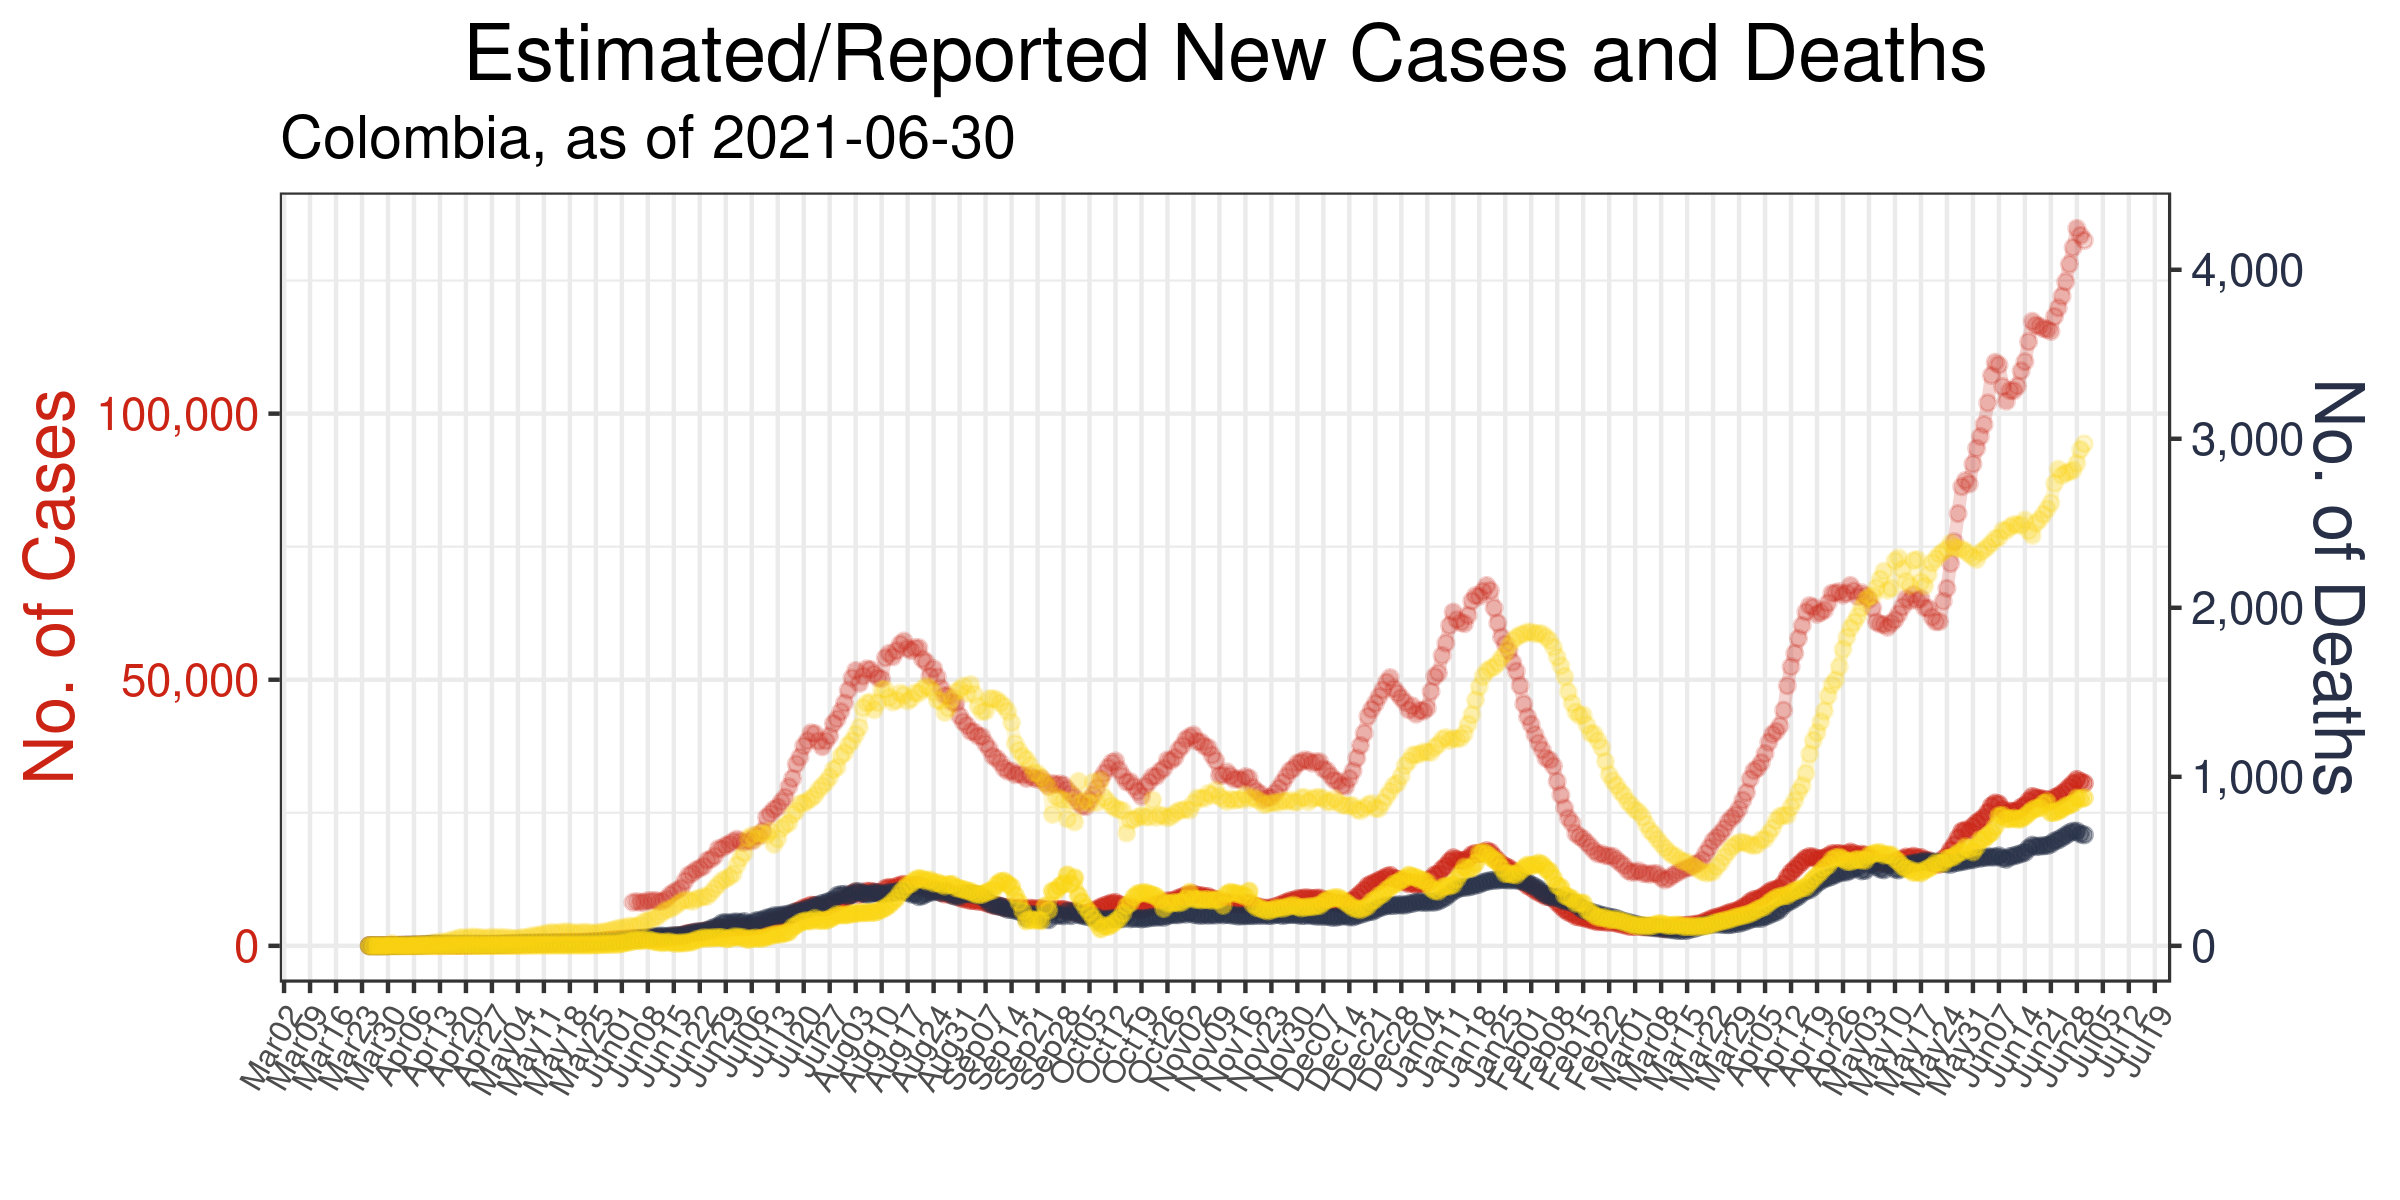 Estimated/Reported New Cases and Deaths
Colombia, as of 2021-06-30
No. of Cases
100,000
50,000
0
4,000
3,000
2,000
1,000
0
No. of Deaths
Mar02
Mar09
Mar16
Mar23
Mar30
Apr06
Apr13
Apr20
Apr27
May04
May11
May18
May25
Jun01
Jun08
Jun15
Jun22
Jun29
Jul06
Jul13
Jul20
Jul27
Aug03
Aug10
Aug17
Aug24
Aug31
Sep07
Sep14
Sep21
Sep28
Oct05
Oct12
Oct19
Oct26
Nov02
Nov09
Nov16
Nov23
Nov30
Dec07
Dec14
Dec21
Dec28
Jan04
Jan11
Jan18
Jan25
Feb01
Feb08
Feb15
Feb22
Mar01
Mar08
Mar15
Mar22
Mar29
Apr05
Apr12
Apr19
Apr26
May03
May10
May17
May24
May31
Jun07
Jun14
Jun21
Jun28
Jul05
Jul12
Jul19